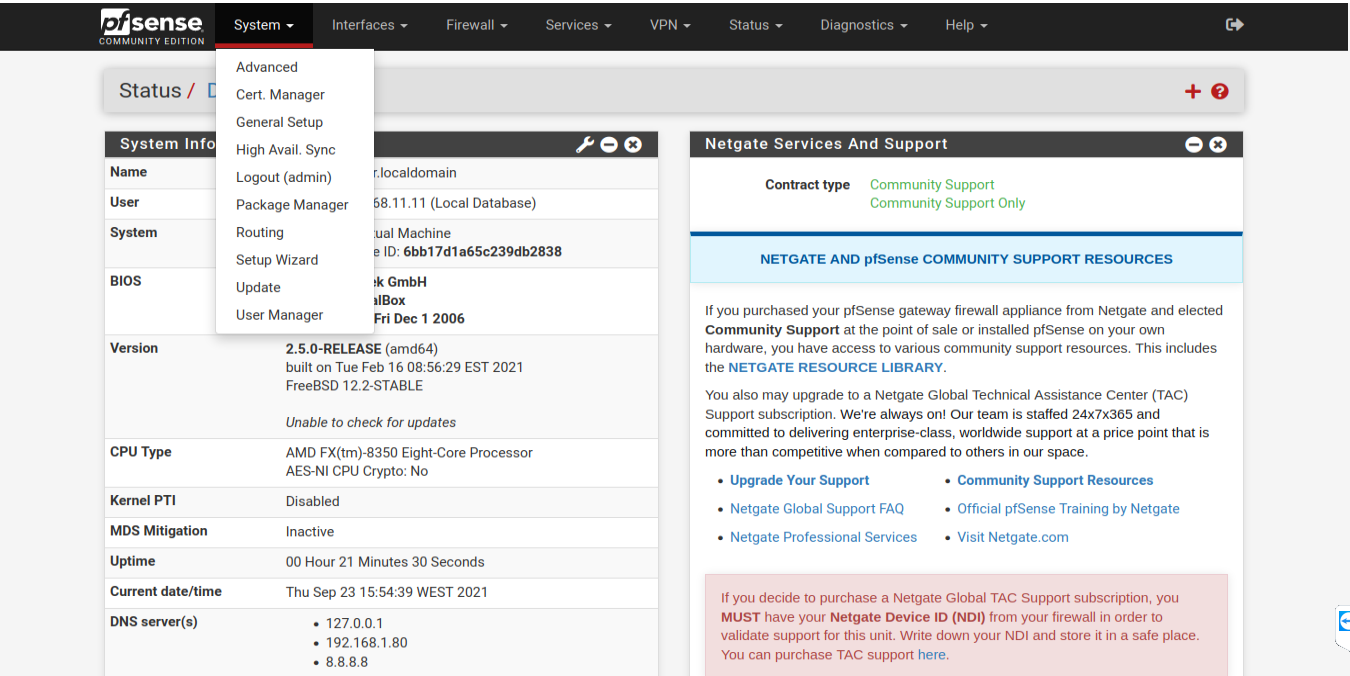 pfsense
COMMUNITY EDITION
System Interfaces Firewall Services VPN Status Diagnostics Help
Advanced
Cert. Manager
General Setup
High Avail. Sync
Logout (admin)
Package Manager
Routing
Setup Wizard
Update
User Manager
Status /
System Info
Name r.localdomain
User 68.11.11 (Local Database)
System ual Machine
e ID: 6bb17d1a65c239db2838
BIOS ek GmbH
alBox
Fri Dec 1 2006
Version 2.5.0-RELEASE (amd64)
built on Tue Feb 16 08:56:29 EST 2021
FreeBSD 12.2-STABLE
Unable to check for updates
CPU Type AMD FX(tm)-8350 Eight-Core Processor
AES-NI CPU Crypto: No
Kernel PTI Disabled
MDS Mitigation Inactive
Uptime 00 Hour 21 Minutes 30 Seconds
Current date/time Thu Sep 23 15:54:39 WEST 2021
DNS server(s) • 127.0.0.1
• 192.168.1.80
• 8.8.8.8
Netgate Services And Support
Contract type Community Support
Community Support Only
NETGATE AND pfSense COMMUNITY SUPPORT RESOURCES
If you purchased your pfSense gateway firewall appliance from Netgate and elected
Community Support at the point of sale or installed pfSense on your own
hardware, you have access to various community support resources. This includes
the NETGATE RESOURCE LIBRARY.
You also may upgrade to a Netgate Global Technical Assistance Center (TAC)
Support subscription. We're always on! Our team is staffed 24x7x365 and
committed to delivering enterprise-class, worldwide support at a price point that is
more than competitive when compared to others in our space.
• Upgrade Your Support • Community Support Resources
• Netgate Global Support FAQ • Official pfSense Training by Netgate
• Netgate Professional Services • Visit Netgate.com
If you decide to purchase a Netgate Global TAC Support subscription, you
MUST have your Netgate Device ID (NDI) from your firewall in order to
validate support for this unit. Write down your NDI and store it in a safe place.
You can purchase TAC support here.